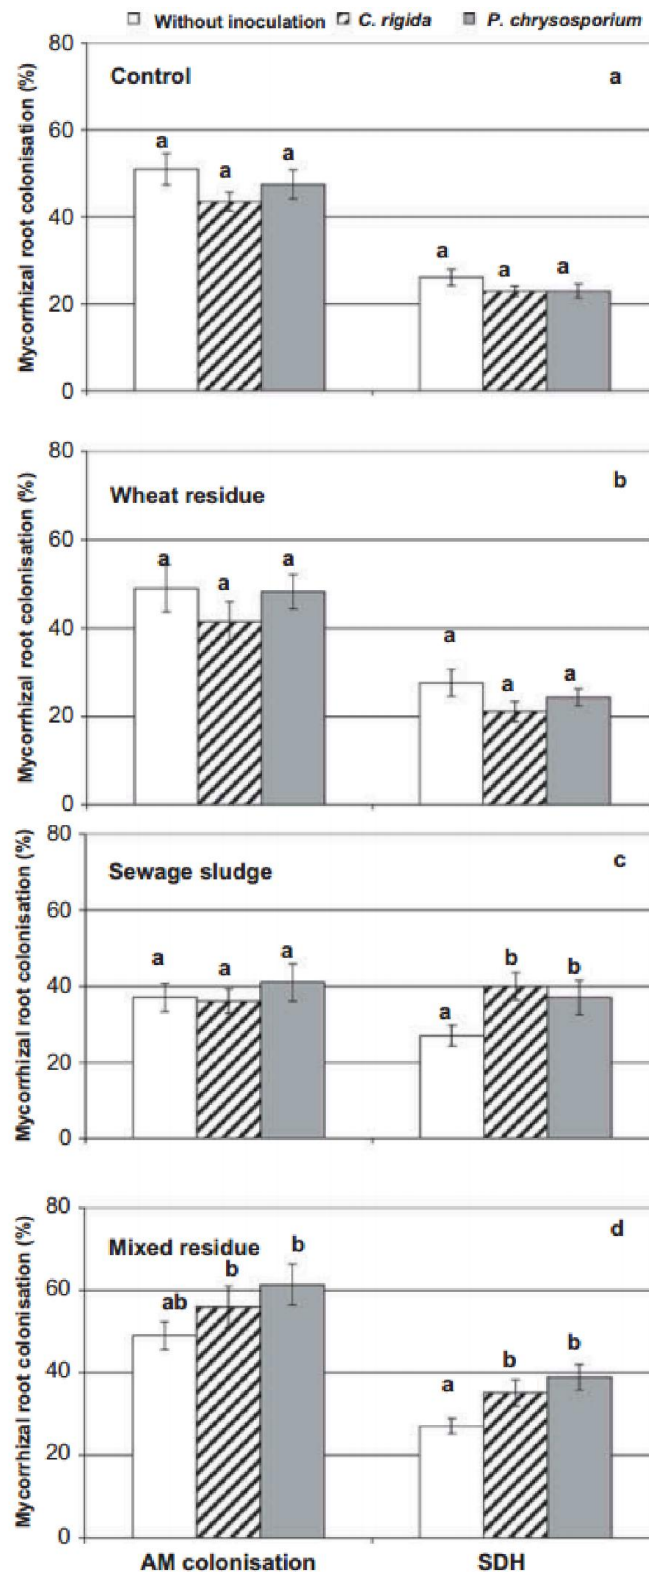 Without inoculation C. rigida P. chrysosporium
Mycorrhizal root colonisation (%)
80
60
40
20
0
Control
a
a
a
a
a
a
a
Mycorrhizal root colonisation (%)
80
60
40
20
0
Wheat residue
b
a
a
a
a
a
a
Mycorrhizal root colonisation (%)
80
60
40
20
0
Sewage sludge
c
a
a
a
a
b
b
Mycorrhizal root colonisation (%)
80
60
40
20
0
Mixed residue
d
ab
b
b
a
b
b
AM colonisation SDH